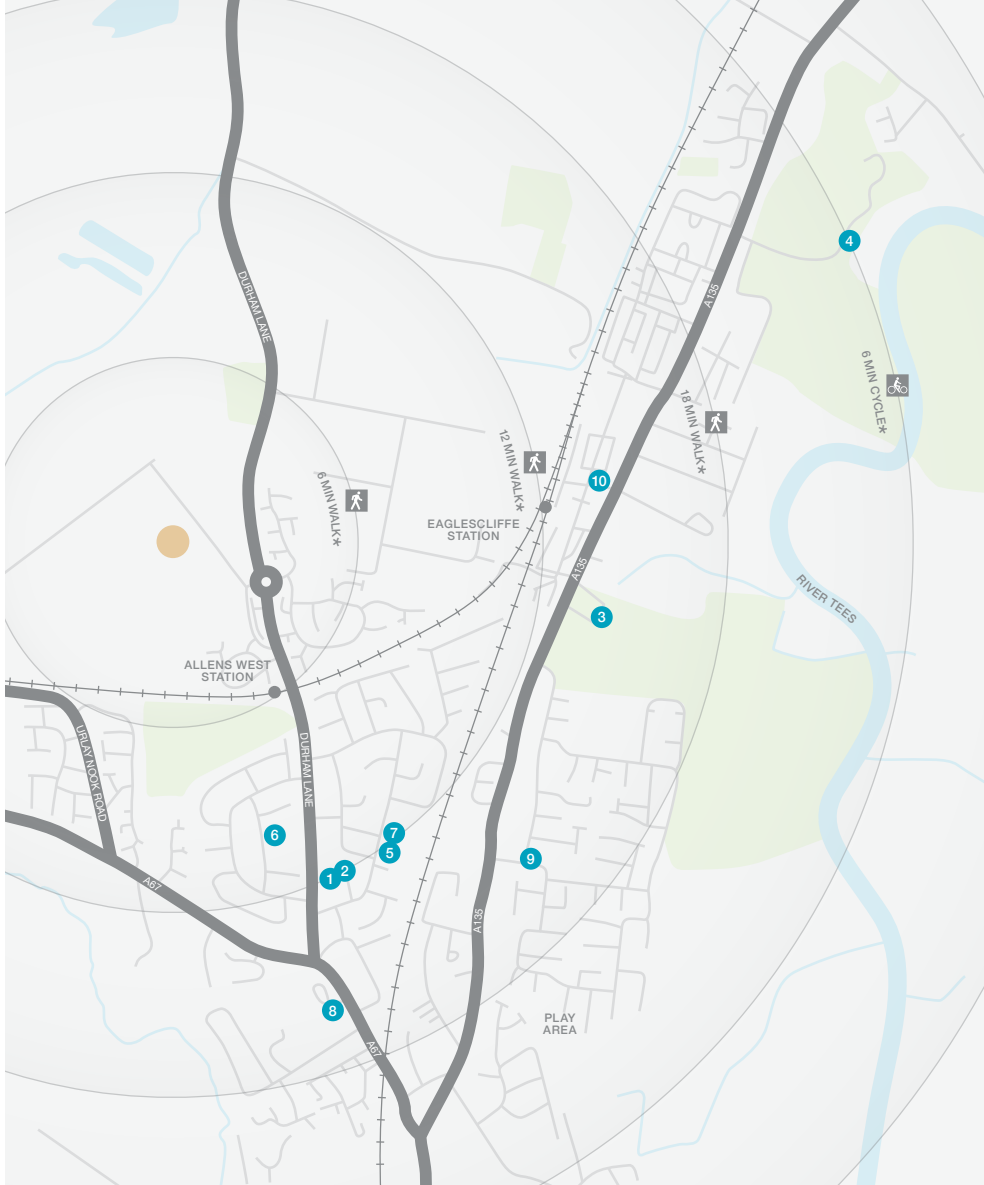 4
DURHAM LANE
A135
6 MIN CYCLE*
18 MIN WALK*
12 MIN WALK*
6 MIN WALK*
10
EAGLESCLIFFE
STATION
A135
RIVER TEES
3
ALLENS WEST
STATION
URLAY NOOK ROAD
DURHAM LANE
6
7
5
2
1
9
A67
A135
8
PLAY
AREA
A67